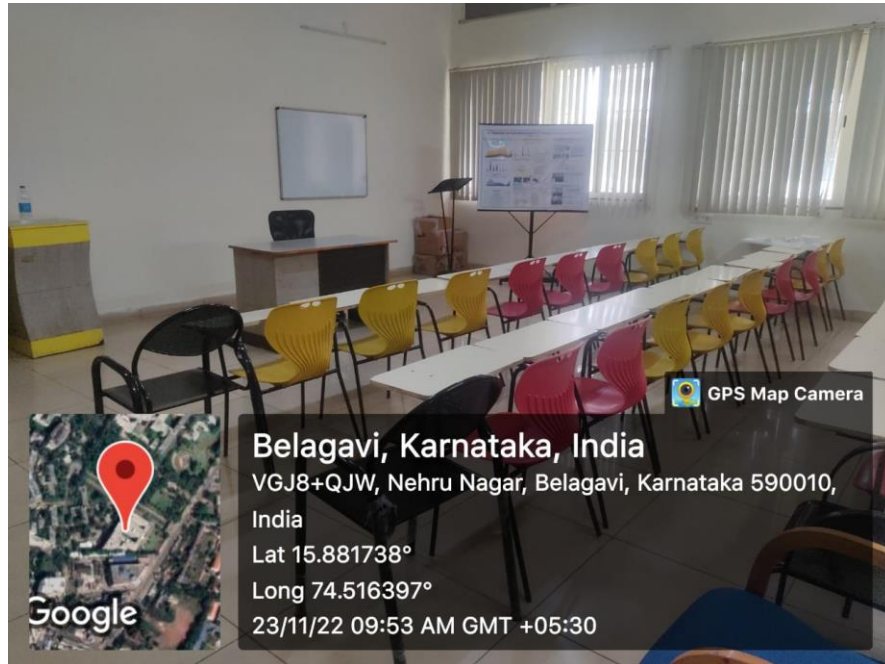 GPS Map Camera
Belagavi, Karnataka, India
VGJ8+QJW, Nehru Nagar, Belagavi, Karnataka 590010,
India
Lat 15.881738°
Long 74.516397°
23/11/22 09:53 AM GMT +05:30
Google